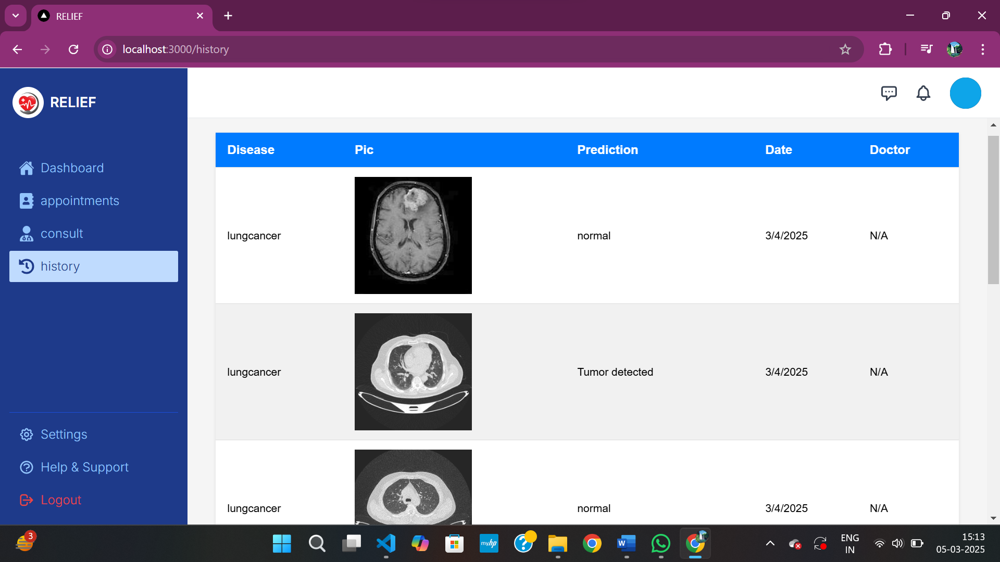 RELIEF
localhost:3000/history
RELIEF
Dashboard
appointments
consult
history
Settings
Help & Support
Logout
Disease Pic Prediction Date Doctor
lungcancer normal 3/4/2025 N/A
lungcancer Tumor detected 3/4/2025 N/A
lungcancer normal 3/4/2025 N/A
3
myhp
W
ENG
IN
15:13
05-03-2025